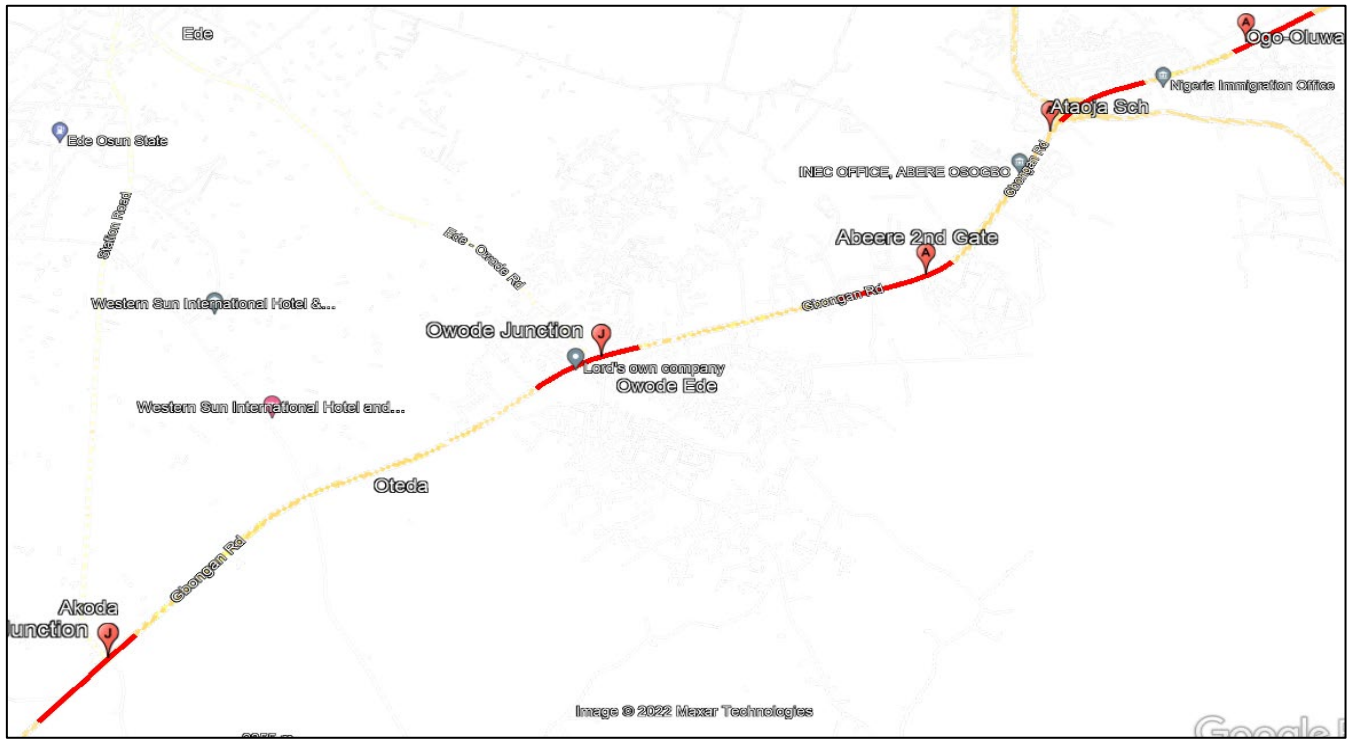 Ede
Ogo-Oluwa
Nigeria Immigration Office
Ataoja Sch
Ede Osun State
Gbongan Rd
INEC OFFICE, ABERE OSOGBO
Station Road
Abeere 2nd Gate
Ede - Owode Rd
Western Sun International Hotel &...
Gbongan Rd
Owode Junction
Lord's own company
Owode Ede
Western Sun International Hotel and...
Oteda
Gbongan Rd
Akoda
Junction
Image © 2022 Maxar Technologies
Google